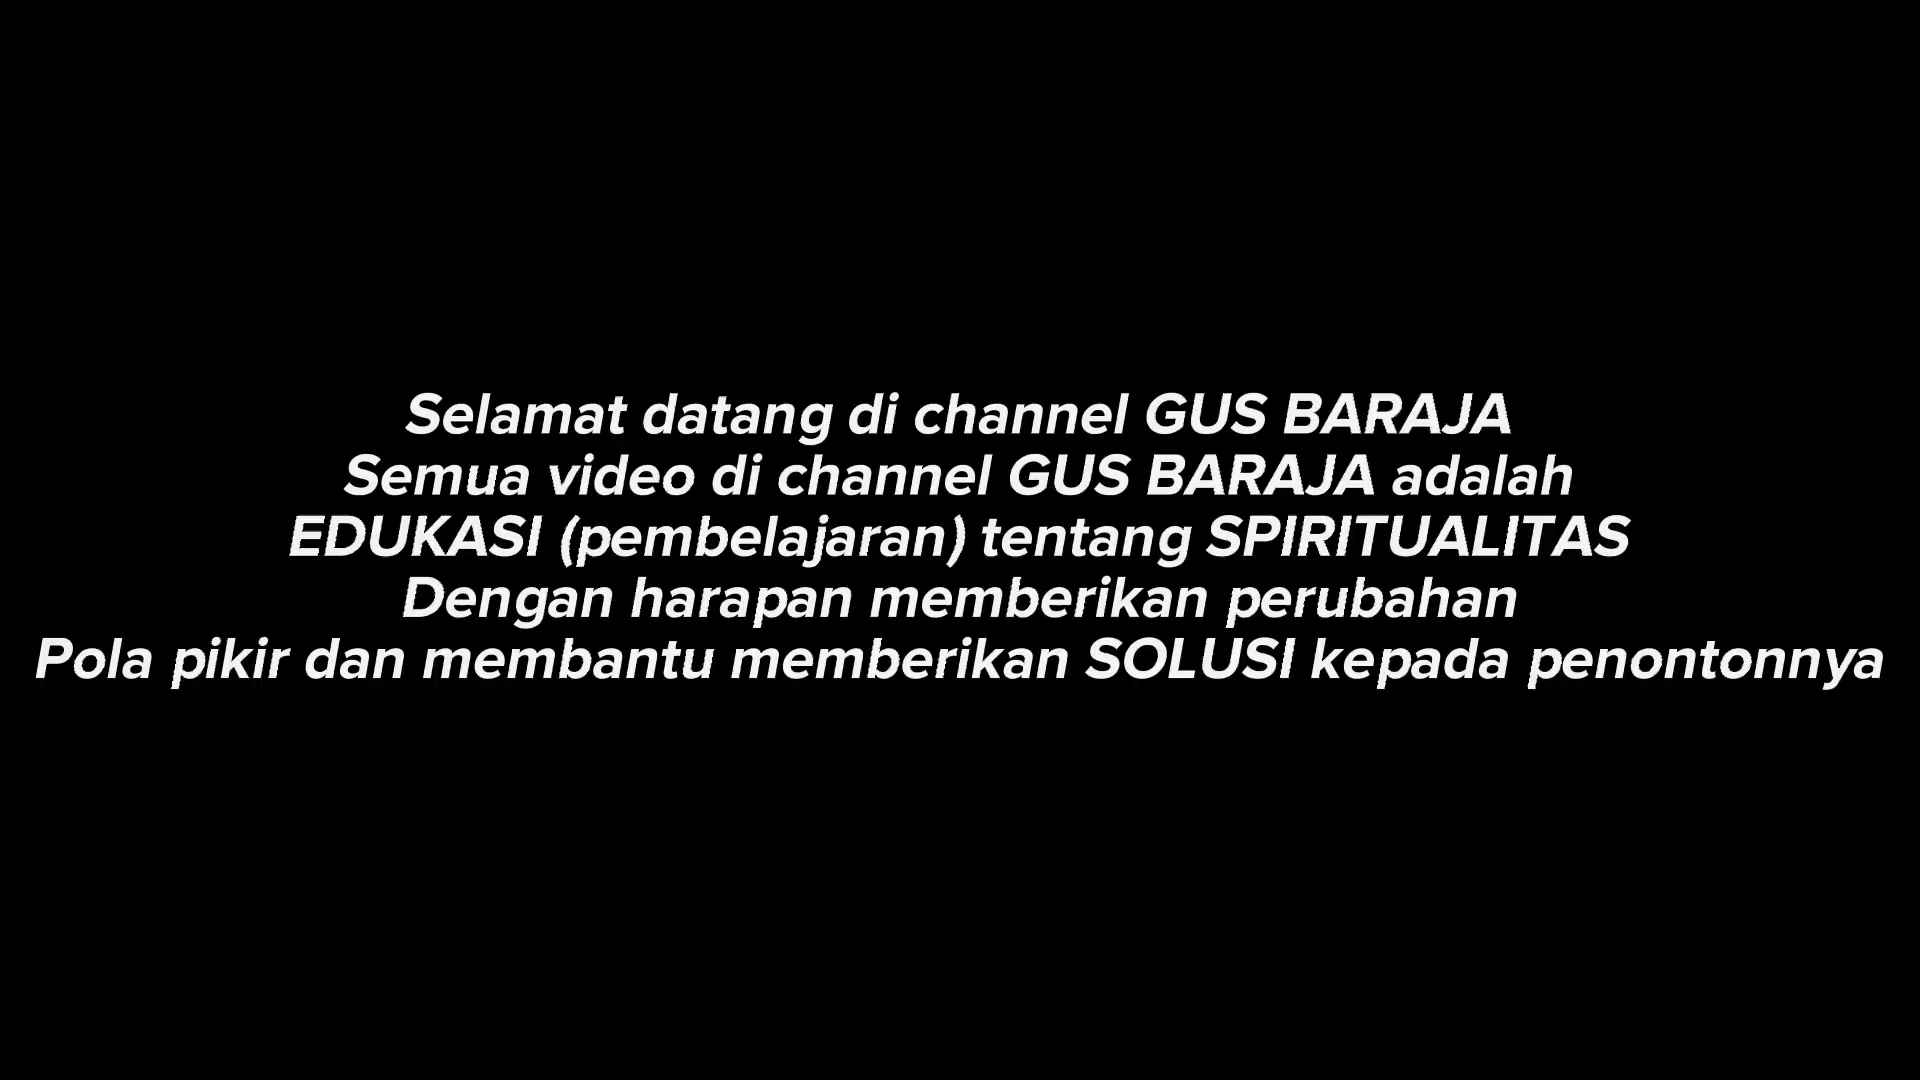 Selamat datang di channel GUS BARAJA
Semua video di channel GUS BARAJA adalah
EDUKASI (pembelajaran) tentang SPIRITUALITAS
Dengan harapan memberikan perubahan
Pola pikir dan membantu memberikan SOLUSI kepada penontonnya